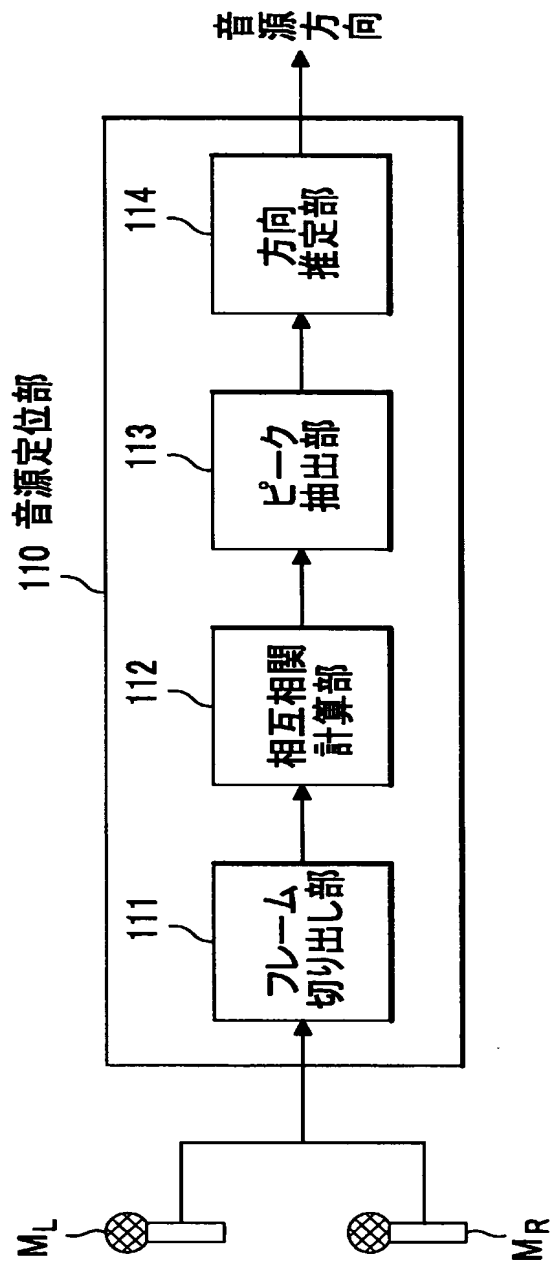 110 音源定位部
M_L
M_R
111
フレーム
切り出し部
112
相互相関
計算部
113
ピーク
抽出部
114
方向
推定部
音源
方向